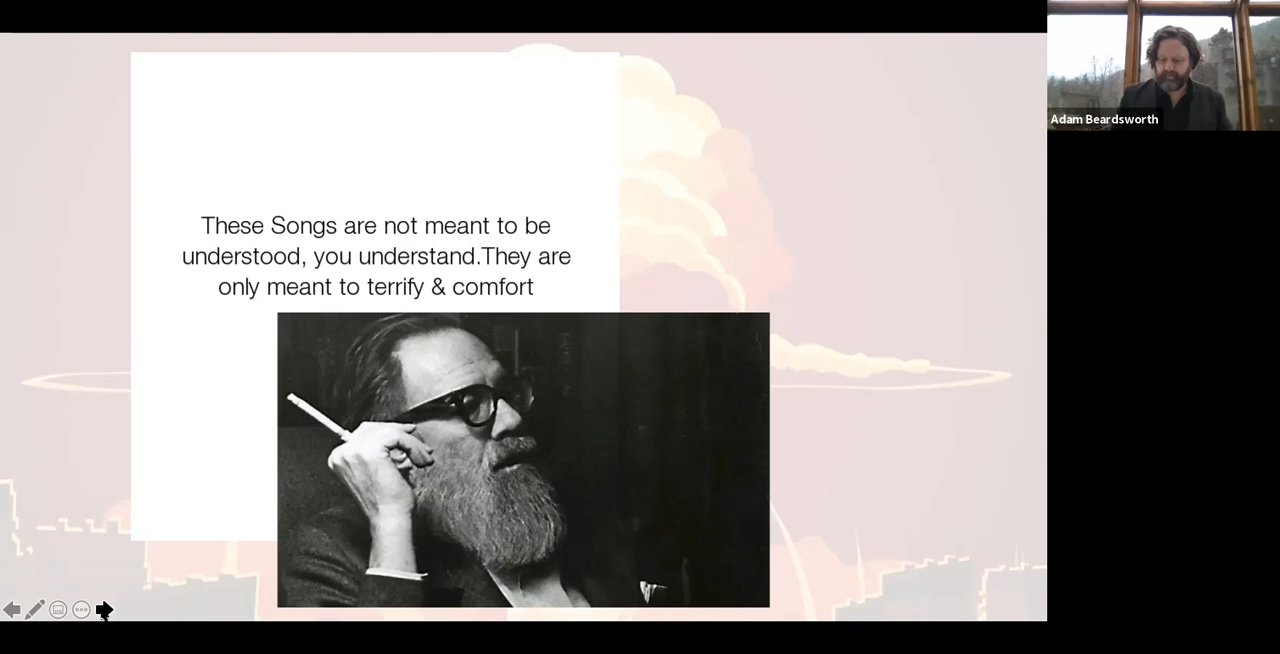 These Songs are not meant to be
understood, you understand.They are
only meant to terrify & comfort
Adam Beardsworth